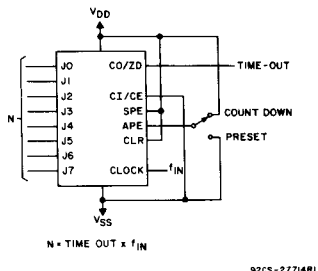 VDD
J0
J1
J2
J3
J4
J5
J6
J7
N
CO/ZD
CI/CE
SPE
APE
CLR
CLOCK
TIME-OUT
COUNT DOWN
PRESET
fIN
VSS
N = TIME OUT x fIN
92CS-27714R1